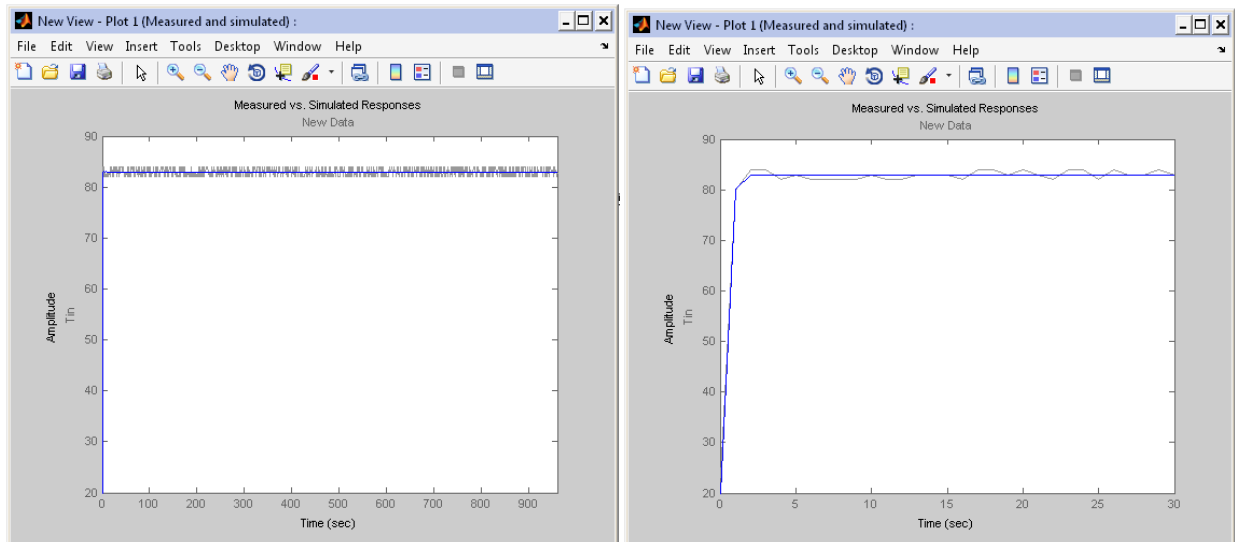 New View - Plot 1 (Measured and simulated) :
File Edit View Insert Tools Desktop Window Help
Measured vs. Simulated Responses
New Data
90
80
70
60
50
40
30
20
Amplitude
Tin
0 100 200 300 400 500 600 700 800 900
Time (sec)
New View - Plot 1 (Measured and simulated) :
File Edit View Insert Tools Desktop Window Help
Measured vs. Simulated Responses
New Data
90
80
70
60
50
40
30
20
Amplitude
Tin
0 5 10 15 20 25 30
Time (sec)